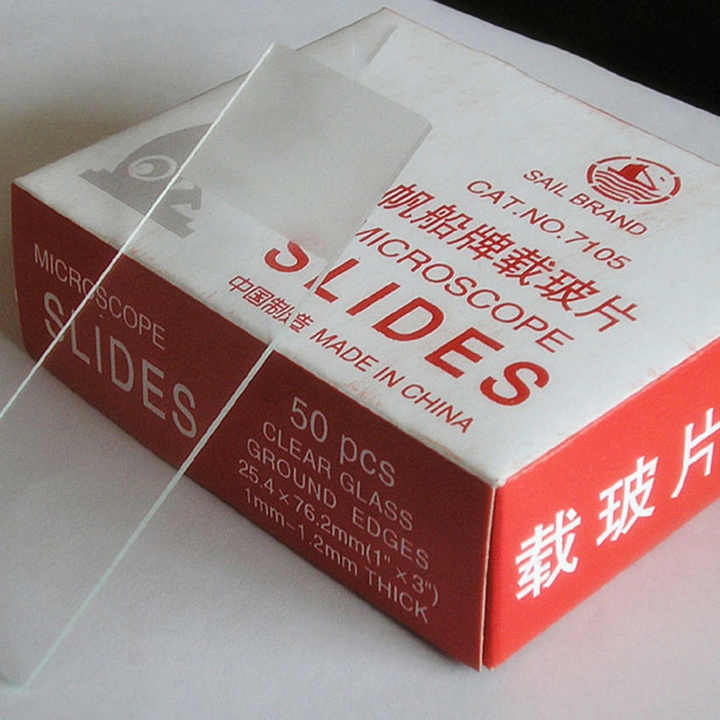 SAIL BRAND
CAT.NO.7105
帆船牌载玻片
MICROSCOPE
SLIDES
中国制造 MADE IN CHINA
MICROSCOPE
SLIDES
50 pcs
CLEAR GLASS
GROUND EDGES
25.4×76.2mm(1"×3")
1mm-1.2mm THICK
载玻片